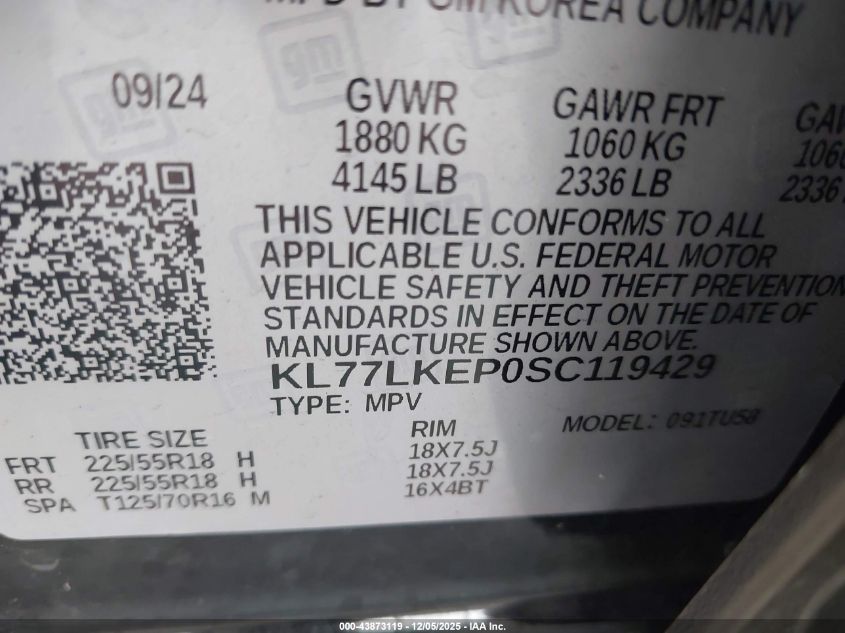 MFD BY GM KOREA COMPANY
09/24 GVWR GAWR FRT
1880 KG 1060 KG
4145 LB 2336 LB 2336
THIS VEHICLE CONFORMS TO ALL
APPLICABLE U.S. FEDERAL MOTOR
VEHICLE SAFETY AND THEFT PREVENTION
STANDARDS IN EFFECT ON THE DATE OF
MANUFACTURE SHOWN ABOVE.
KL77LKEP0SC119429
TYPE: MPV MODEL: 091TU58
TIRE SIZE RIM
FRT 225/55R18 H 18X7.5J
RR 225/55R18 H 18X7.5J
SPA T125/70R16 M 16X4BT
gm
gm
gm
000-43873119 - 12/05/2025 - IAA Inc.